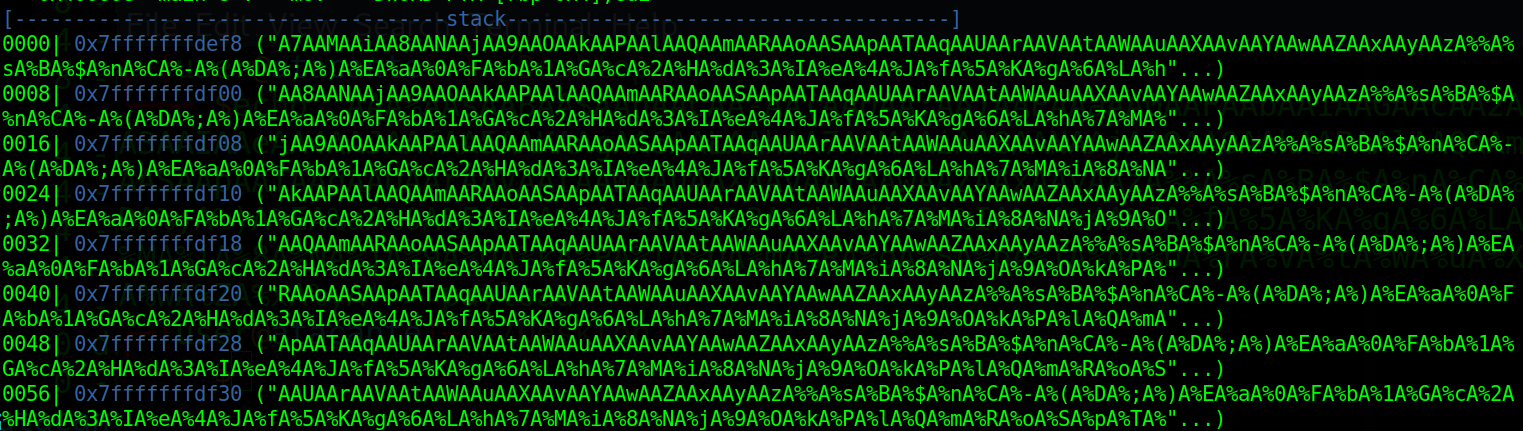 [------------------------------------stack-------------------------------------]
0000| 0x7fffffffdef8 ("A7AAMAAiAA8AANAAjAA9AAOAAkAAPAAlAAQAAmAARAAoAASAApAATAAqAAUAArAAVAAtAAWAAuAAXAAvAAYAAwAAZAAxAAyAAzA%%A%
sA%BA%$A%nA%CA%-A%(A%DA%;A%)A%EA%aA%0A%FA%bA%1A%GA%cA%2A%HA%dA%3A%IA%eA%4A%JA%fA%5A%KA%gA%6A%LA%h"...)
0008| 0x7fffffffdf00 ("AA8AANAAjAA9AAOAAkAAPAAlAAQAAmAARAAoAASAApAATAAqAAUAArAAVAAtAAWAAuAAXAAvAAYAAwAAZAAxAAyAAzA%%A%sA%BA%$A
%nA%CA%-A%(A%DA%;A%)A%EA%aA%0A%FA%bA%1A%GA%cA%2A%HA%dA%3A%IA%eA%4A%JA%fA%5A%KA%gA%6A%LA%hA%7A%MA%"...)
0016| 0x7fffffffdf08 ("jAA9AAOAAkAAPAAlAAQAAmAARAAoAASAApAATAAqAAUAArAAVAAtAAWAAuAAXAAvAAYAAwAAZAAxAAyAAzA%%A%sA%BA%$A%nA%CA%-
A%(A%DA%;A%)A%EA%aA%0A%FA%bA%1A%GA%cA%2A%HA%dA%3A%IA%eA%4A%JA%fA%5A%KA%gA%6A%LA%hA%7A%MA%iA%8A%NA"...)
0024| 0x7fffffffdf10 ("AkAAPAAlAAQAAmAARAAoAASAApAATAAqAAUAArAAVAAtAAWAAuAAXAAvAAYAAwAAZAAxAAyAAzA%%A%sA%BA%$A%nA%CA%-A%(A%DA%
;A%)A%EA%aA%0A%FA%bA%1A%GA%cA%2A%HA%dA%3A%IA%eA%4A%JA%fA%5A%KA%gA%6A%LA%hA%7A%MA%iA%8A%NA%jA%9A%O"...)
0032| 0x7fffffffdf18 ("AAQAAmAARAAoAASAApAATAAqAAUAArAAVAAtAAWAAuAAXAAvAAYAAwAAZAAxAAyAAzA%%A%sA%BA%$A%nA%CA%-A%(A%DA%;A%)A%EA
%aA%0A%FA%bA%1A%GA%cA%2A%HA%dA%3A%IA%eA%4A%JA%fA%5A%KA%gA%6A%LA%hA%7A%MA%iA%8A%NA%jA%9A%OA%kA%PA%"...)
0040| 0x7fffffffdf20 ("RAAoAASAApAATAAqAAUAArAAVAAtAAWAAuAAXAAvAAYAAwAAZAAxAAyAAzA%%A%sA%BA%$A%nA%CA%-A%(A%DA%;A%)A%EA%aA%0A%F
A%bA%1A%GA%cA%2A%HA%dA%3A%IA%eA%4A%JA%fA%5A%KA%gA%6A%LA%hA%7A%MA%iA%8A%NA%jA%9A%OA%kA%PA%lA%QA%mA"...)
0048| 0x7fffffffdf28 ("ApAATAAqAAUAArAAVAAtAAWAAuAAXAAvAAYAAwAAZAAxAAyAAzA%%A%sA%BA%$A%nA%CA%-A%(A%DA%;A%)A%EA%aA%0A%FA%bA%1A%
GA%cA%2A%HA%dA%3A%IA%eA%4A%JA%fA%5A%KA%gA%6A%LA%hA%7A%MA%iA%8A%NA%jA%9A%OA%kA%PA%lA%QA%mA%RA%oA%S"...)
0056| 0x7fffffffdf30 ("AAUAArAAVAAtAAWAAuAAXAAvAAYAAwAAZAAxAAyAAzA%%A%sA%BA%$A%nA%CA%-A%(A%DA%;A%)A%EA%aA%0A%FA%bA%1A%GA%cA%2A
%HA%dA%3A%IA%eA%4A%JA%fA%5A%KA%gA%6A%LA%hA%7A%MA%iA%8A%NA%jA%9A%OA%kA%PA%lA%QA%mA%RA%oA%SA%pA%TA%"...)